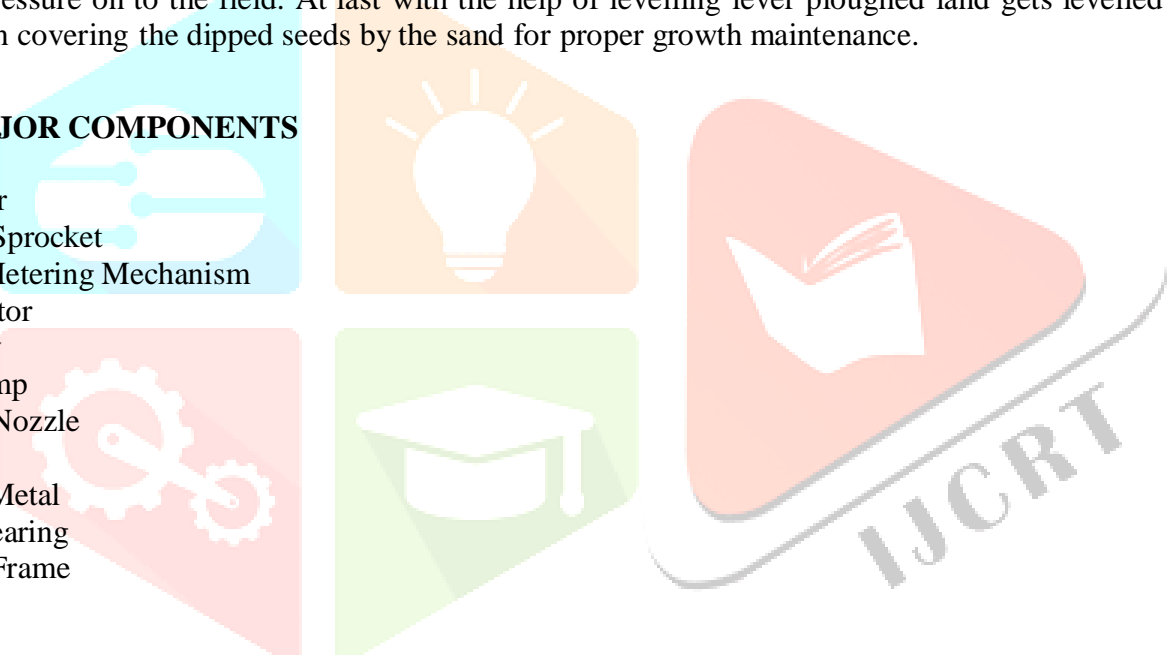 essure on to the field. At last with the help of levelling lever ploughed land gets levelled
n covering the dipped seeds by the sand for proper growth maintenance.
JOR COMPONENTS
r
Sprocket
Metering Mechanism
tor
mp
Nozzle
Metal
earing
Frame
IJCRT